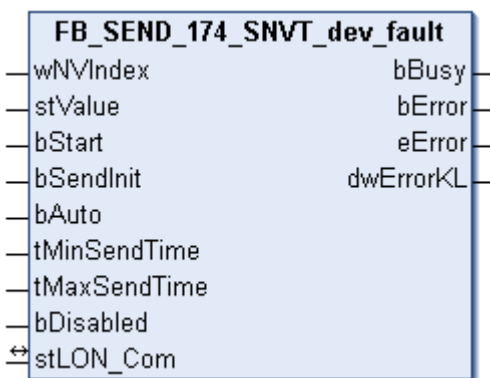 FB_SEND_174_SNVT_dev_fault
wNVIndex bBusy
stValue bError
bStart eError
bSendInit dwErrorKL
bAuto
tMinSendTime
tMaxSendTime
bDisabled
stLON_Com